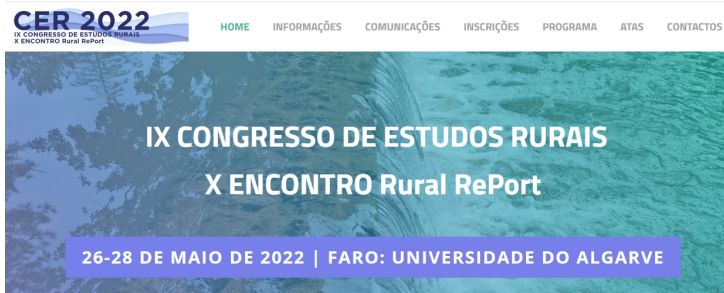 CER 2022
IX CONGRESSO DE ESTUDOS RURAIS
X ENCONTRO Rural RePort
HOME INFORMAÇÕES COMUNICAÇÕES INSCRIÇÕES PROGRAMA ATAS CONTACTOS
IX CONGRESSO DE ESTUDOS RURAIS
X ENCONTRO Rural RePort
26-28 DE MAIO DE 2022 | FARO: UNIVERSIDADE DO ALGARVE